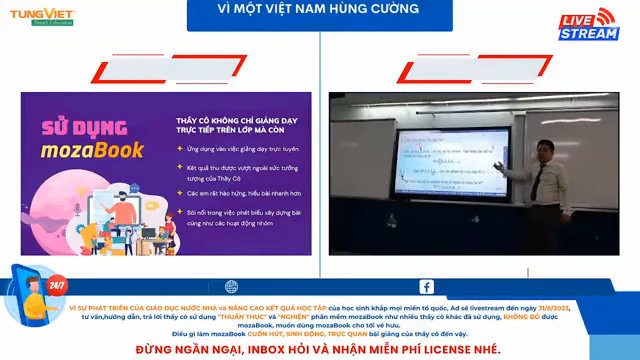 TUNGVIET
Smart Education
VÌ MỘT VIỆT NAM HÙNG CƯỜNG
LIVE
STREAM
SỬ DỤNG
mozaBook
THẦY CÔ KHÔNG CHỈ GIẢNG DẠY
TRỰC TIẾP TRÊN LỚP MÀ CÒN
Ứng dụng vào việc giảng dạy trực tuyến
Kết quả thu được vượt ngoài sức tưởng
tượng của Thầy Cô
Các em rất hào hứng, hiểu bài nhanh hơn
Sôi nổi trong việc phát biểu xây dựng bài
cũng như các hoạt động nhóm
24/7
VÌ SỰ PHÁT TRIỂN CỦA GIÁO DỤC NƯỚC NHÀ và NÂNG CAO KẾT QUẢ HỌC TẬP của học sinh khắp mọi miền tổ quốc, Ad sẽ livestream đến ngày 31/8/2023,
tư vấn,hướng dẫn, trả lời thầy cô sử dụng "THUẦN THỤC" và "NGHIỆN" phần mềm mozaBook như nhiều thầy cô khác đã sử dụng, KHÔNG BỎ được
mozaBook, muốn dùng mozaBook cho tới về hưu.
Điều gì làm mozaBook CUỐN HÚT, SINH ĐỘNG, TRỰC QUAN bài giảng của thầy cô đến vậy.
ĐỪNG NGẦN NGẠI, INBOX HỎI VÀ NHẬN MIỄN PHÍ LICENSE NHÉ.